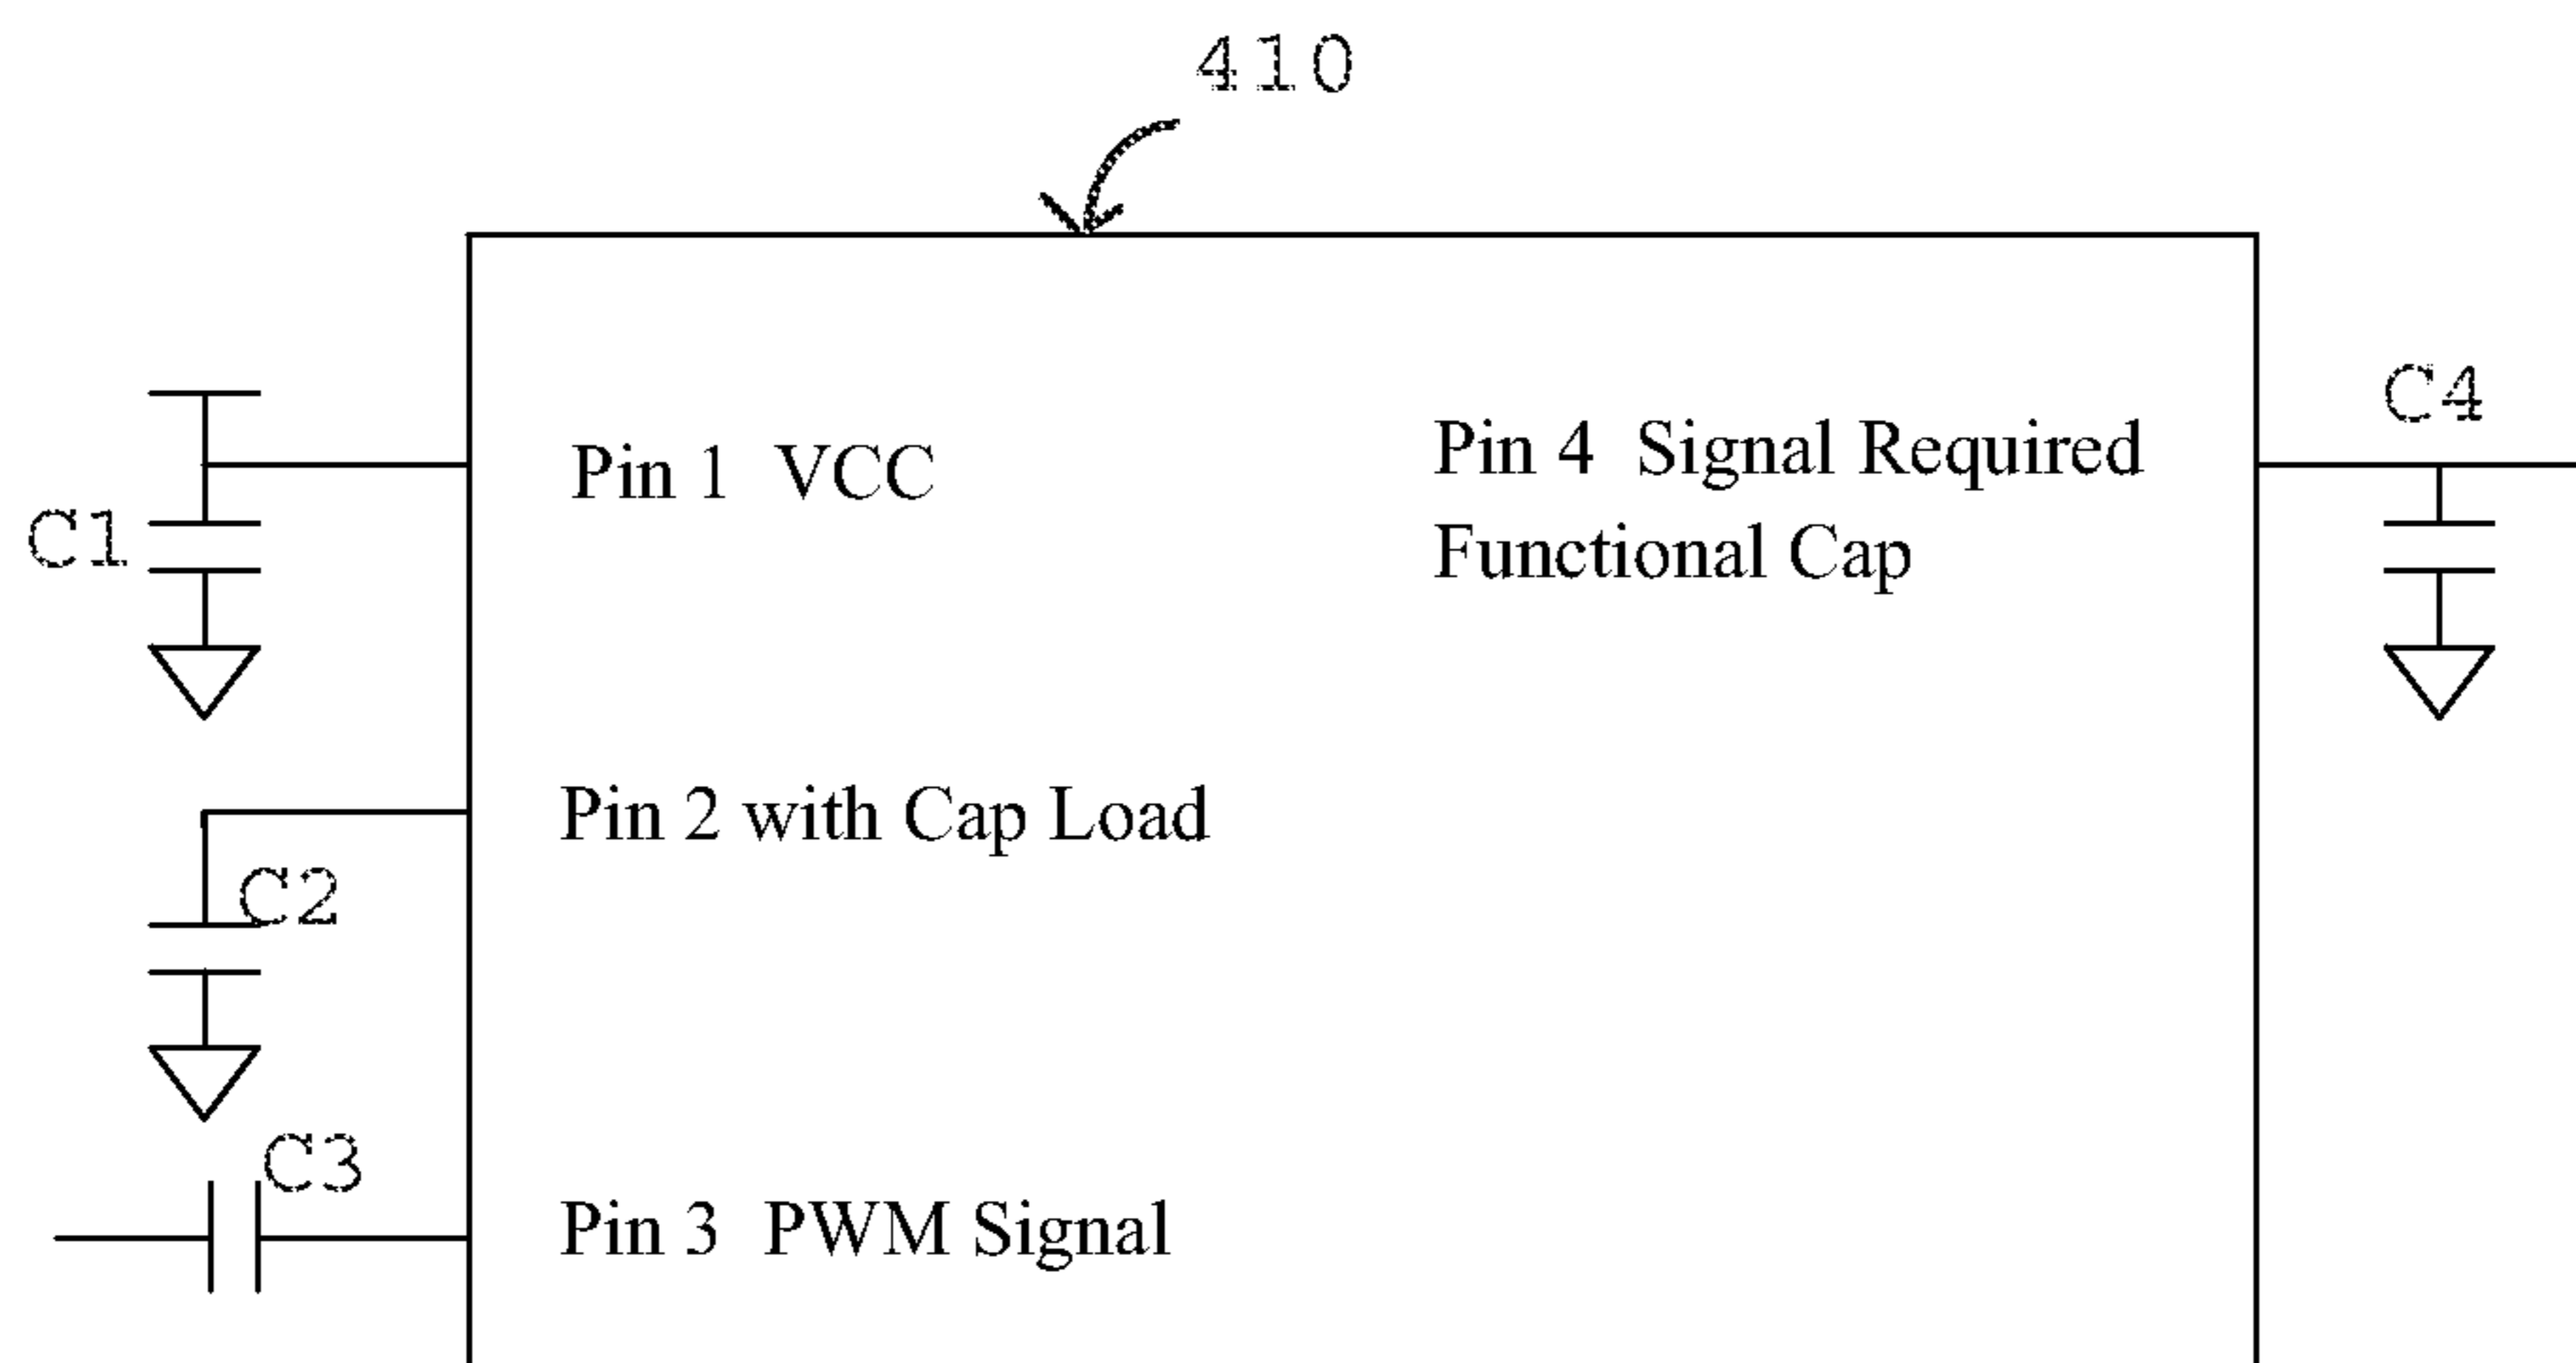 410
C1
Pin 1 VCC
Pin 4 Signal Required
Functional Cap
C4
Pin 2 with Cap Load
C2
C3
Pin 3 PWM Signal